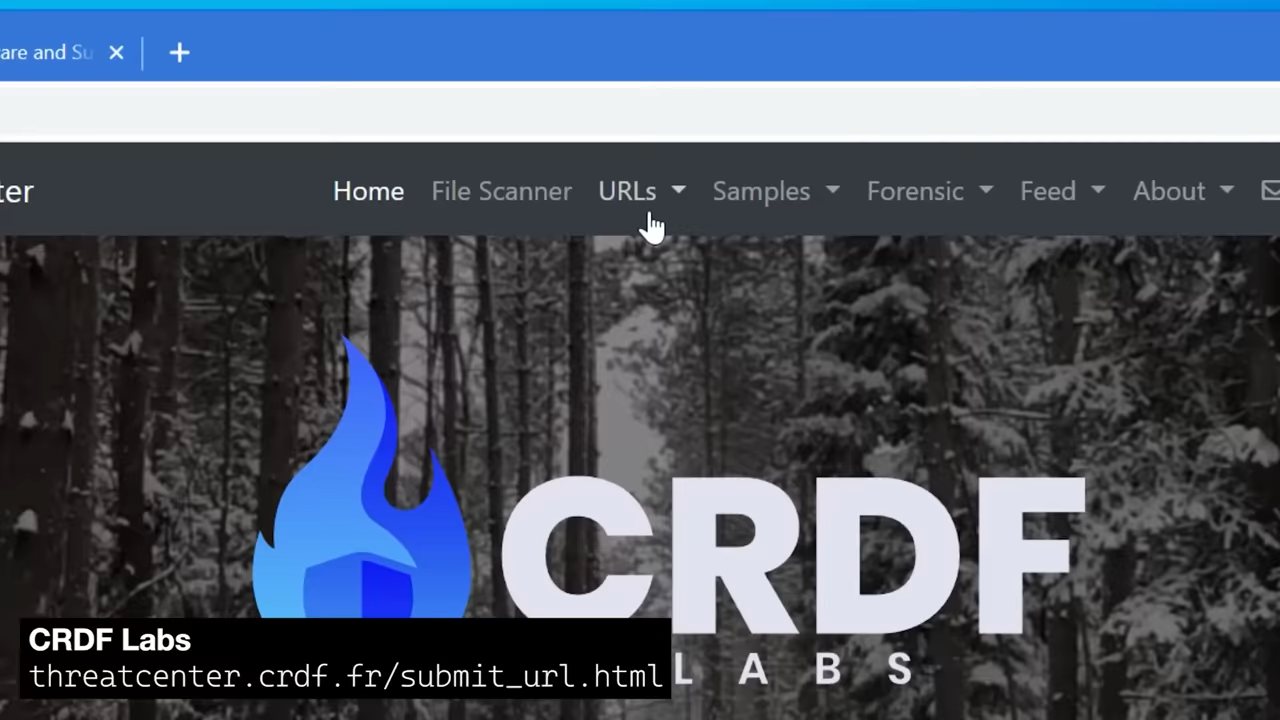 are and Su
ter
Home File Scanner URLs Samples Forensic Feed About
CRDF
LABS
CRDF Labs
threatcenter.crdf.fr/submit_url.html